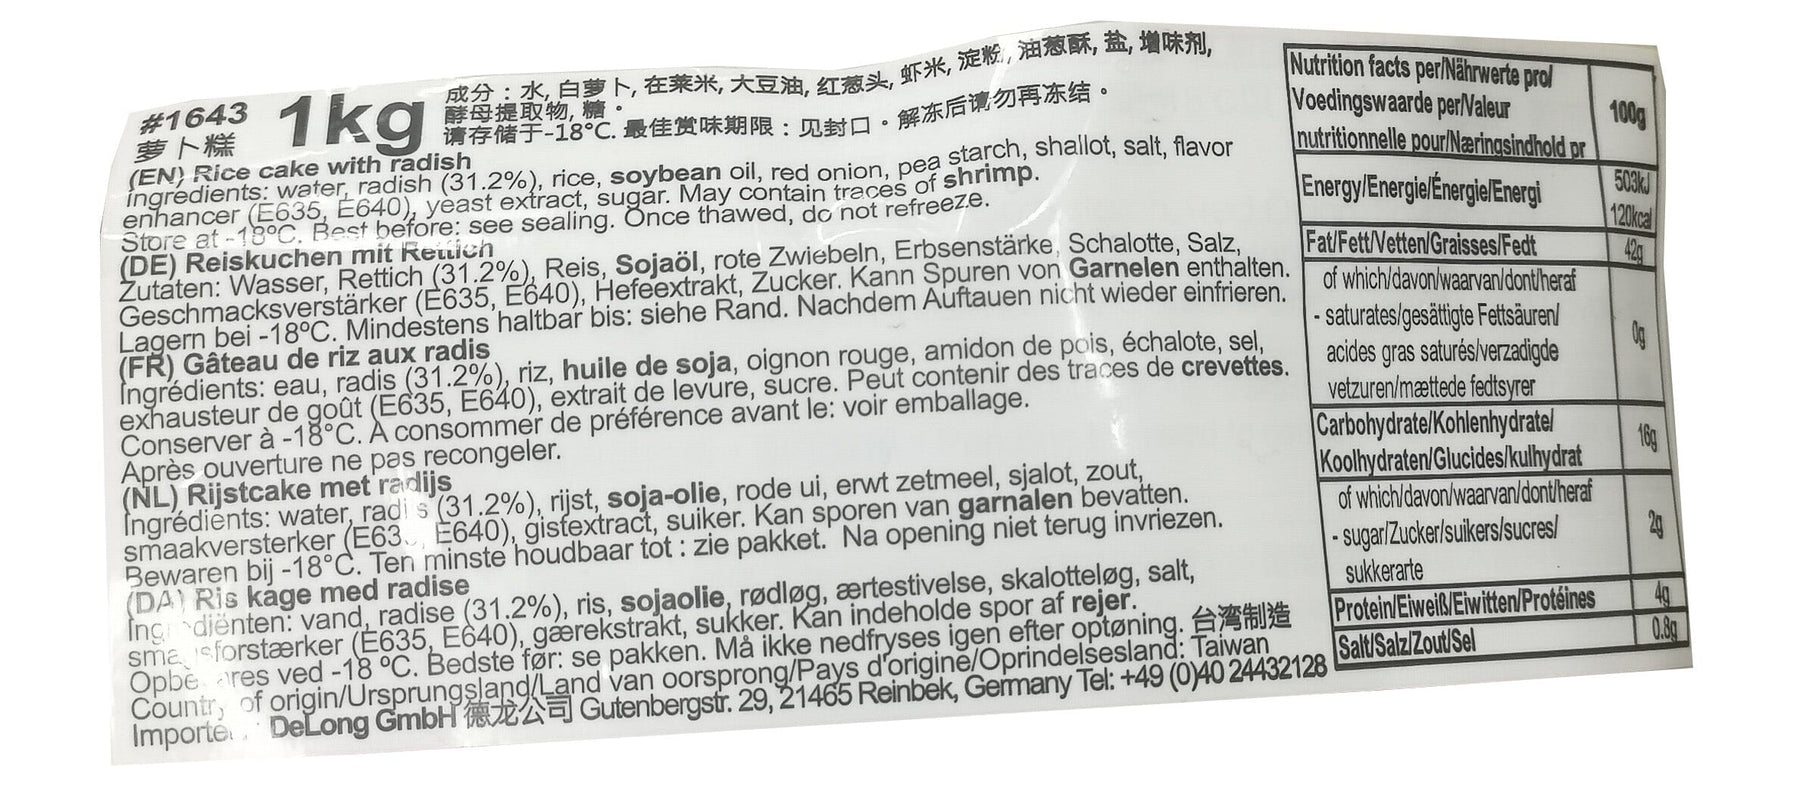 #1643
萝卜糕
1kg
成分：水, 白萝卜, 在莱米, 大豆油, 红葱头, 虾米, 淀粉, 油葱酥, 盐, 增味剂,
酵母提取物, 糖。
请存储于-18°C. 最佳赏味期限：见封口。解冻后请勿再冻结。
(EN) Rice cake with radish
Ingredients: water, radish (31.2%), rice, soybean oil, red onion, pea starch, shallot, salt, flavor
enhancer (E635, E640), yeast extract, sugar. May contain traces of shrimp.
Store at -18°C. Best before: see sealing. Once thawed, do not refreeze.
(DE) Reiskuchen mit Rettich
Zutaten: Wasser, Rettich (31.2%), Reis, Sojaöl, rote Zwiebeln, Erbsenstärke, Schalotte, Salz,
Geschmacksverstärker (E635, E640), Hefeextrakt, Zucker. Kann Spuren von Garnelen enthalten.
Lagern bei -18ºC. Mindestens haltbar bis: siehe Rand. Nachdem Auftauen nicht wieder einfrieren.
(FR) Gâteau de riz aux radis
Ingrédients: eau, radis (31.2%), riz, huile de soja, oignon rouge, amidon de pois, échalote, sel,
exhausteur de goût (E635, E640), extrait de levure, sucre. Peut contenir des traces de crevettes.
Conserver à -18°C. À consommer de préférence avant le: voir emballage.
Après ouverture ne pas recongeler.
(NL) Rijstcake met radijs
Ingrédients: water, radijs (31.2%), rijst, soja-olie, rode ui, erwt zetmeel, sjalot, zout,
smaakversterker E640), gistextract, suiker. Kan sporen van garnalen bevatten.
Bewaren bij -18°C. Ten minste houdbaar tot : zie pakket. Na opening niet terug invriezen.
(DA) Ris kage med radise
vand, radise (31.2%), ris, sojaolie, rødløg, ærtestivelse, skalotteløg, salt,
(E635, E640), gærekstrakt, sukker. Kan indeholde spor af rejer.
ved -18 ºC. Bedste før: se pakken. Må ikke nedfryses igen efter optøning. 台湾制造
Country of origin/Ursprungsland/Land van oorsprong/Pays d'origine/Oprindelsesland: Taiwan
DeLong GmbH 德龙公司 Gutenbergstr. 29, 21465 Reinbek, Germany Tel: +49 (0)40 24432128
Nutrition facts per/Nährwerte pro/
Voedingswaarde per/Valeur
nutritionnelle pour/Næringsindhold pr
100g
Energy/Energie/Énergie/Energi
503kJ
120kcal
Fat/Fett/Vetten/Graisses/Fedt
42g
of which/davon/waarvan/dont/heraf
- saturates/gesättigte Fettsäuren/
acides gras saturés/verzadigde
vetzuren/mættede fedtsyrer
0g
Carbohydrate/Kohlenhydrate/
Koolhydraten/Glucides/kulhydrat
16g
of which/davon/waarvan/dont/heraf
- sugar/Zucker/suikers/sucres/
sukkerarte
2g
Protein/Eiweiß/Eiwitten/Protéines
4g
Salt/Salz/Zout/Sel
0.8g